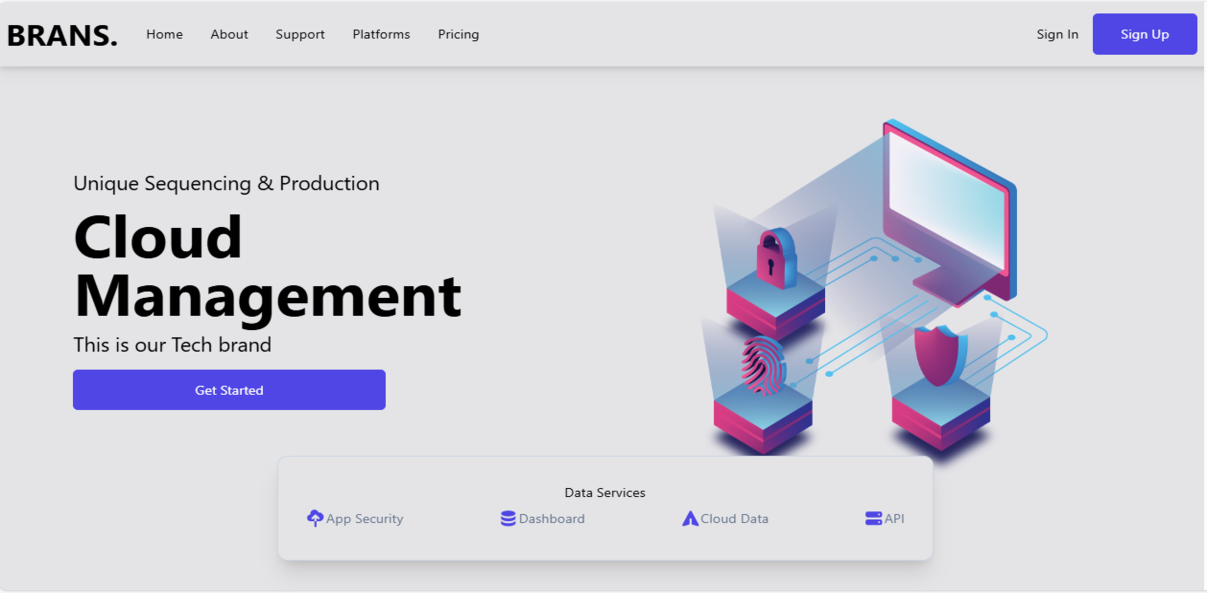 BRANS. Home About Support Platforms Pricing Sign In Sign Up
Unique Sequencing & Production
Cloud
Management
This is our Tech brand
Get Started
Data Services
App Security Dashboard Cloud Data API